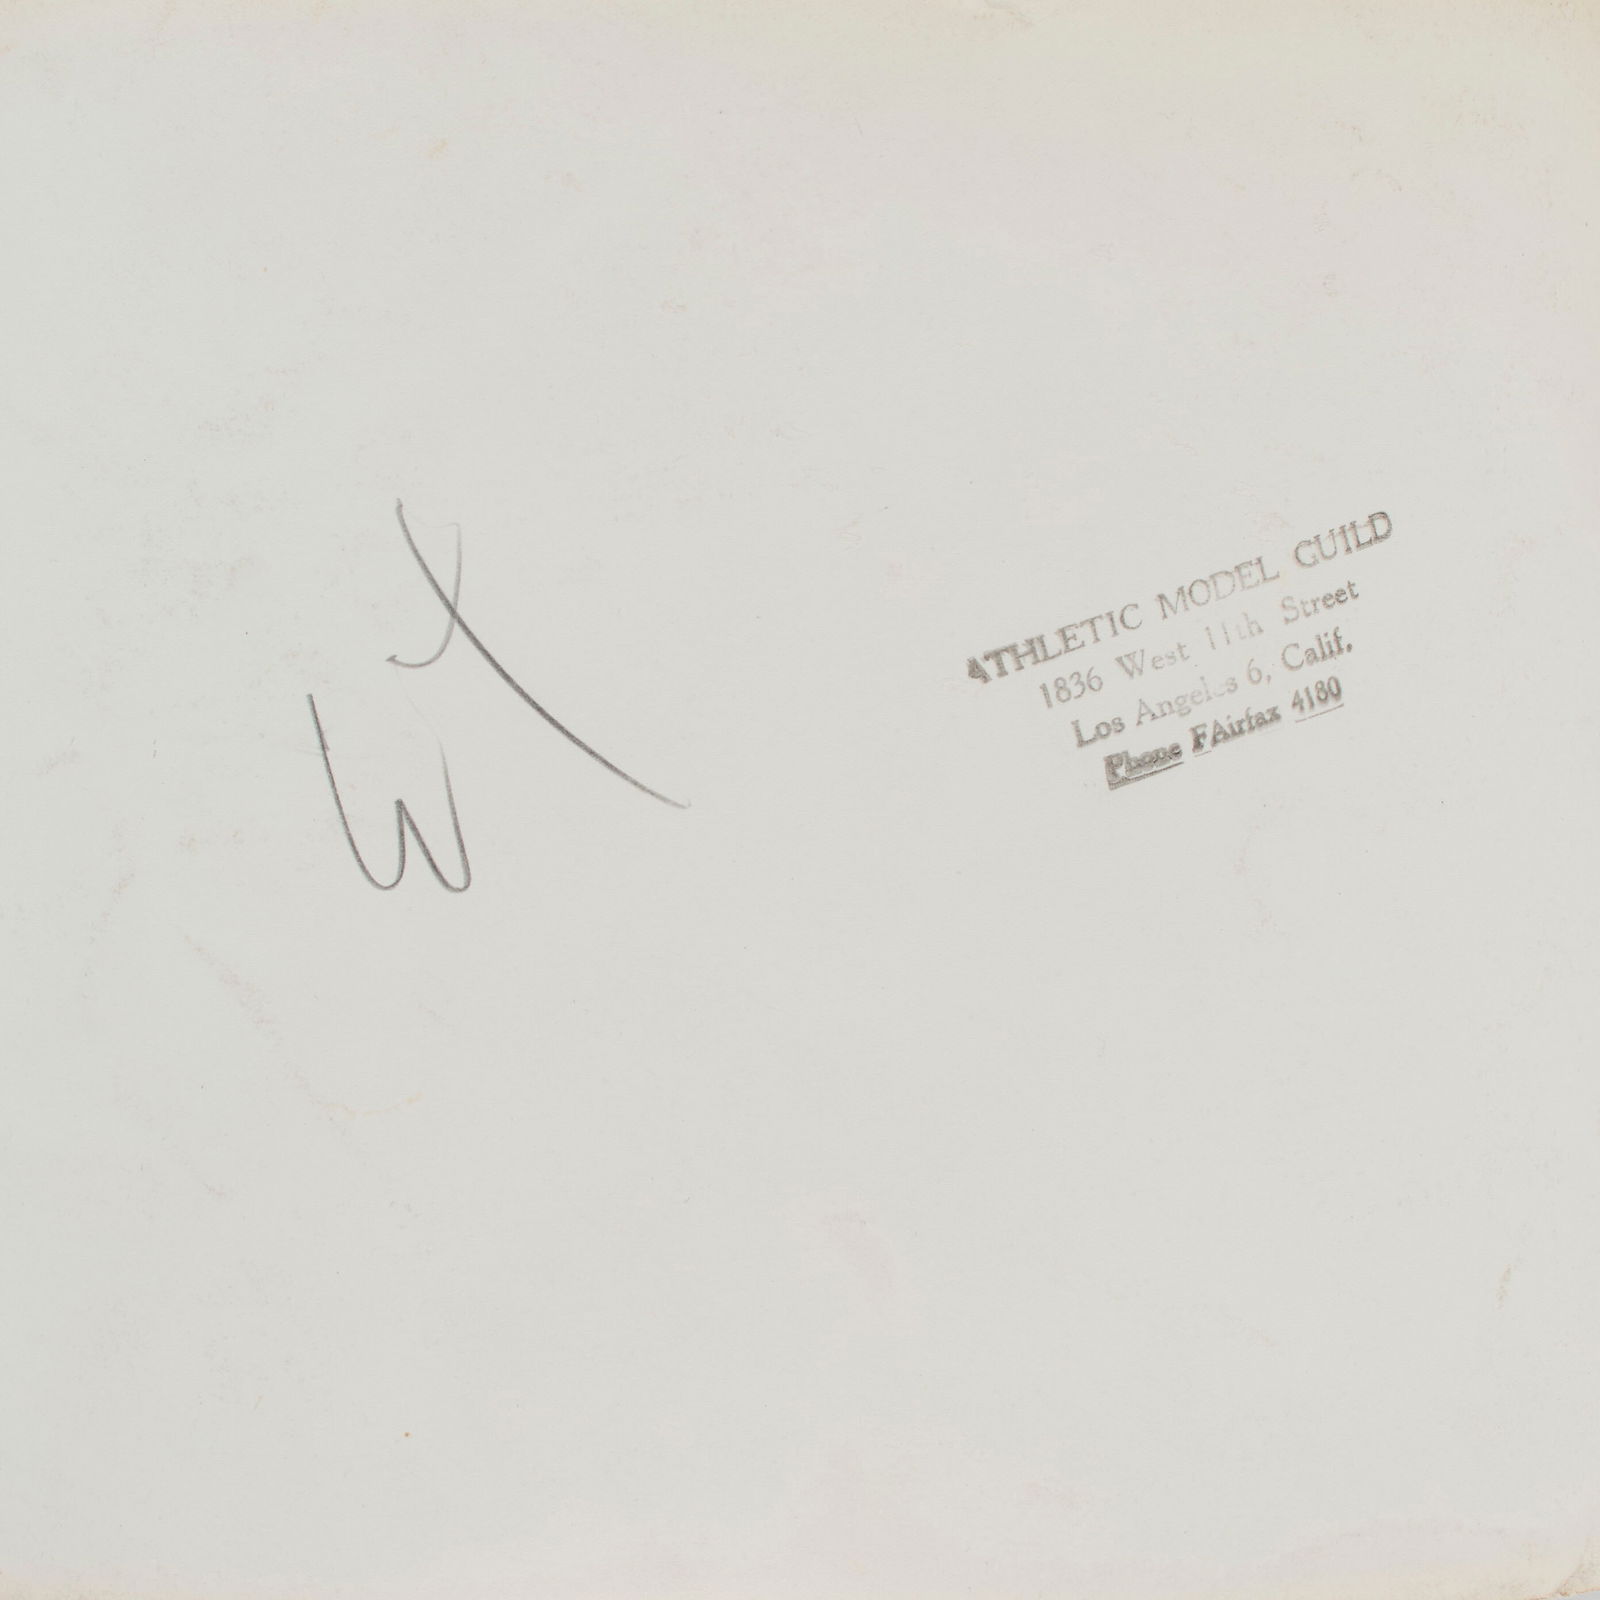 ATHLETIC MODEL GUILD
1836 West 11th Street
Los Angeles 6, Calif.
Phone FAirfax 4180